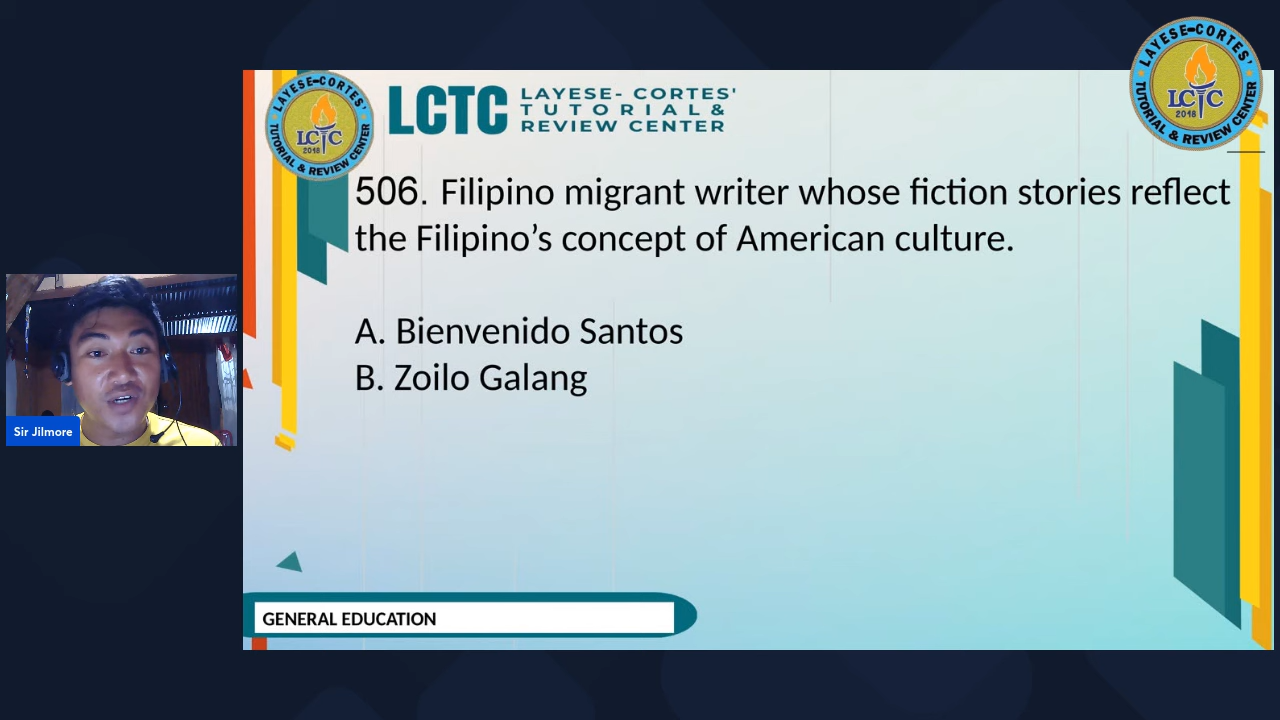 LAYESE-CORTES'
LCTC
TUTORIAL & REVIEW CENTER
LAYESE-CORTES'
LCTC
2018
TUTORIAL & REVIEW CENTER
LCTC
LAYESE- CORTES'
TUTORIAL &
REVIEW CENTER
506. Filipino migrant writer whose fiction stories reflect
the Filipino’s concept of American culture.
A. Bienvenido Santos
B. Zoilo Galang
Sir Jilmore
GENERAL EDUCATION